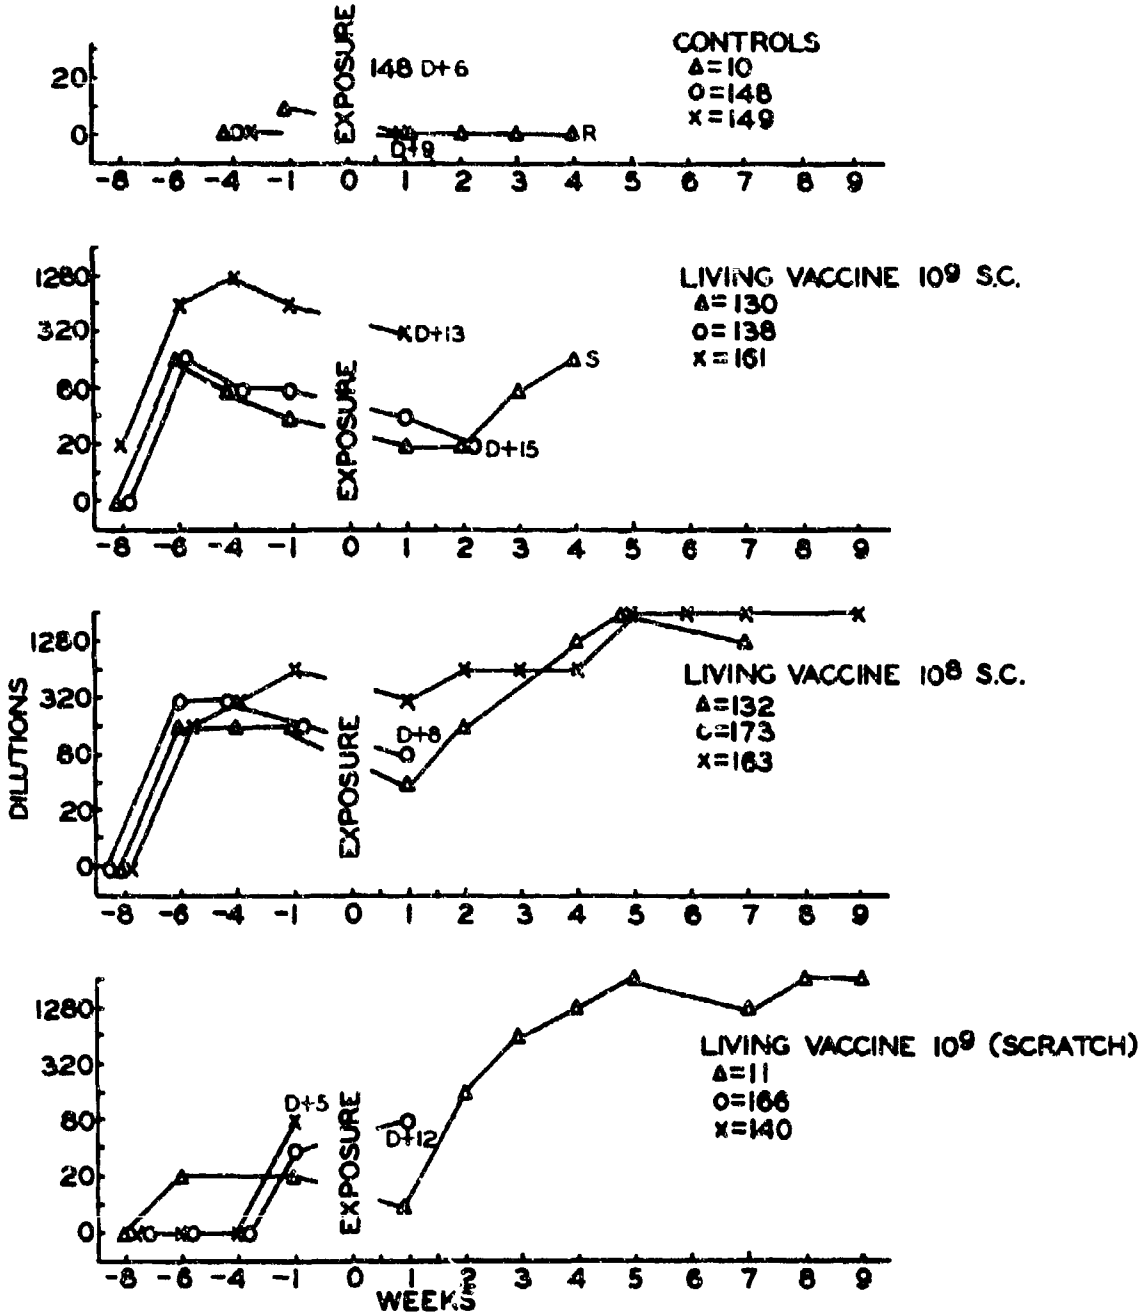 EXPOSURE
148 D+6
CONTROLS
Δ=10
O=148
X=149
20
0
R
D+9
-8 -6 -4 -1 0 1 2 3 4 5 6 7 8 9
LIVING VACCINE 10⁹ S.C.
Δ=130
O=138
X=161
1280
320
60
20
0
D+13
S
D+15
EXPOSURE
-8 -6 -4 -1 0 1 2 3 4 5 6 7 8 9
DILUTIONS
LIVING VACCINE 10⁸ S.C.
Δ=132
O=173
X=163
1280
320
80
20
0
D+8
EXPOSURE
-8 -6 -4 -1 0 1 2 3 4 5 6 7 8 9
LIVING VACCINE 10⁹ (SCRATCH)
Δ=11
O=166
X=140
1280
320
80
20
0
D+5
D+12
EXPOSURE
-8 -6 -4 -1 0 1 2 3 4 5 6 7 8 9
WEEKS